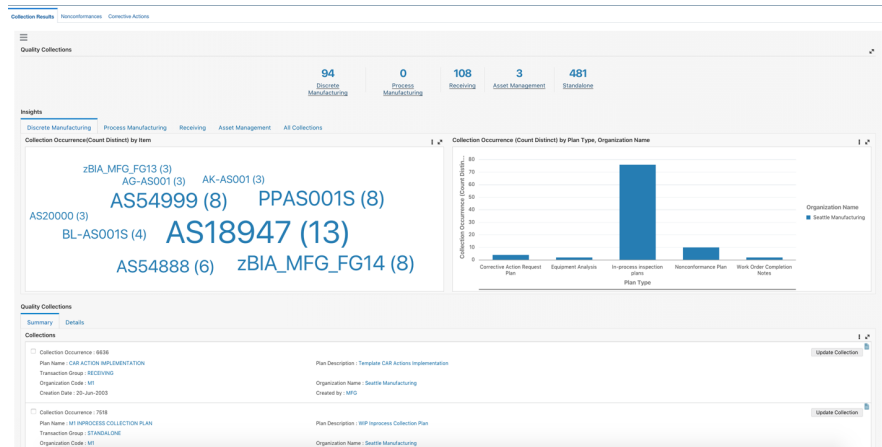 Collection Results Nonconformances Corrective Actions
Quality Collections
94 0 108 3 481
Discrete Manufacturing Process Manufacturing Receiving Asset Management Standalone
Insights
Discrete Manufacturing Process Manufacturing Receiving Asset Management All Collections
Collection Occurrence(Count Distinct) by Item
zBIA_MFG_FG13 (3)
AG-AS001 (3) AK-AS001 (3)
AS54999 (8) PPAS001S (8)
AS20000 (3)
BL-AS001S (4) AS18947 (13)
AS54888 (6) zBIA_MFG_FG14 (8)
Collection Occurrence (Count Distinct) by Plan Type, Organization Name
Collection Occurrence (Count Distin...
80
70
60
50
40
30
20
10
0
Corrective Action Request Plan Equipment Analysis In-process inspection plans Nonconformance Plan Work Order Completion Notes
Plan Type
Organization Name
Seattle Manufacturing
Quality Collections
Summary Details
Collections
Collection Occurrence : 6636 Update Collection
Plan Name : CAR ACTION IMPLEMENTATION Plan Description : Template CAR Actions Implementation
Transaction Group : RECEIVING
Organization Code : M1 Organization Name : Seattle Manufacturing
Creation Date : 20-Jun-2003 Created by : MFG
Collection Occurrence : 7518 Update Collection
Plan Name : M1 INPROCESS COLLECTION PLAN Plan Description : WIP Inprocess Collection Plan
Transaction Group : STANDALONE
Organization Code : M1 Organization Name : Seattle Manufacturing